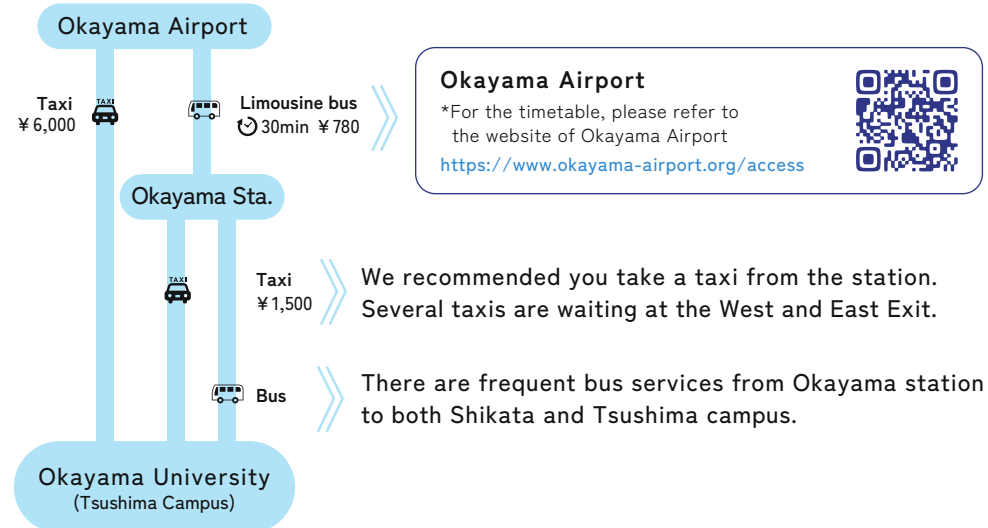 Okayama Airport
TAXI
Taxi
¥6,000
Limousine bus
30min ¥780
Okayama Airport
*For the timetable, please refer to
the website of Okayama Airport
https://www.okayama-airport.org/access
Okayama Sta.
TAXI
Taxi
¥1,500
We recommended you take a taxi from the station.
Several taxis are waiting at the West and East Exit.
Bus
There are frequent bus services from Okayama station
to both Shikata and Tsushima campus.
Okayama University
(Tsushima Campus)